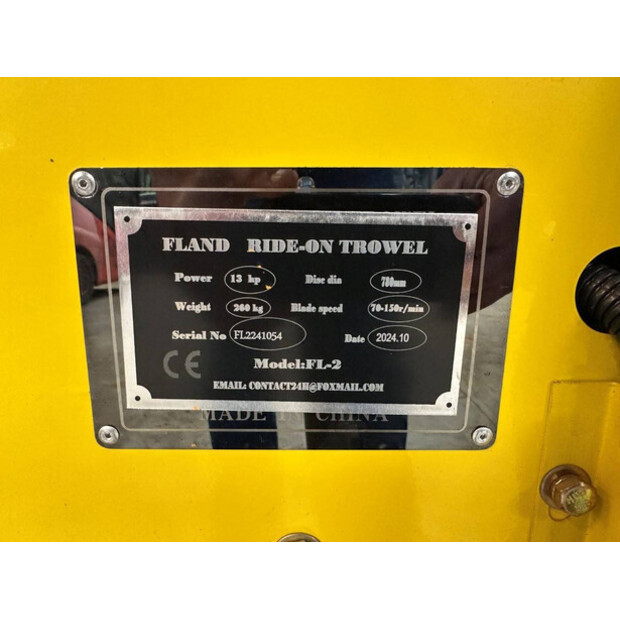 FLAND RIDE-ON TROWEL
Power 13 hp Disc dia 780mm
Weight 260 kg Blade speed 70-150r/min
Serial No FL2241054 Date 2024.10
CE Model:FL-2
EMAIL: CONTACT24H@FOXMAIL.COM
MADE CHINA